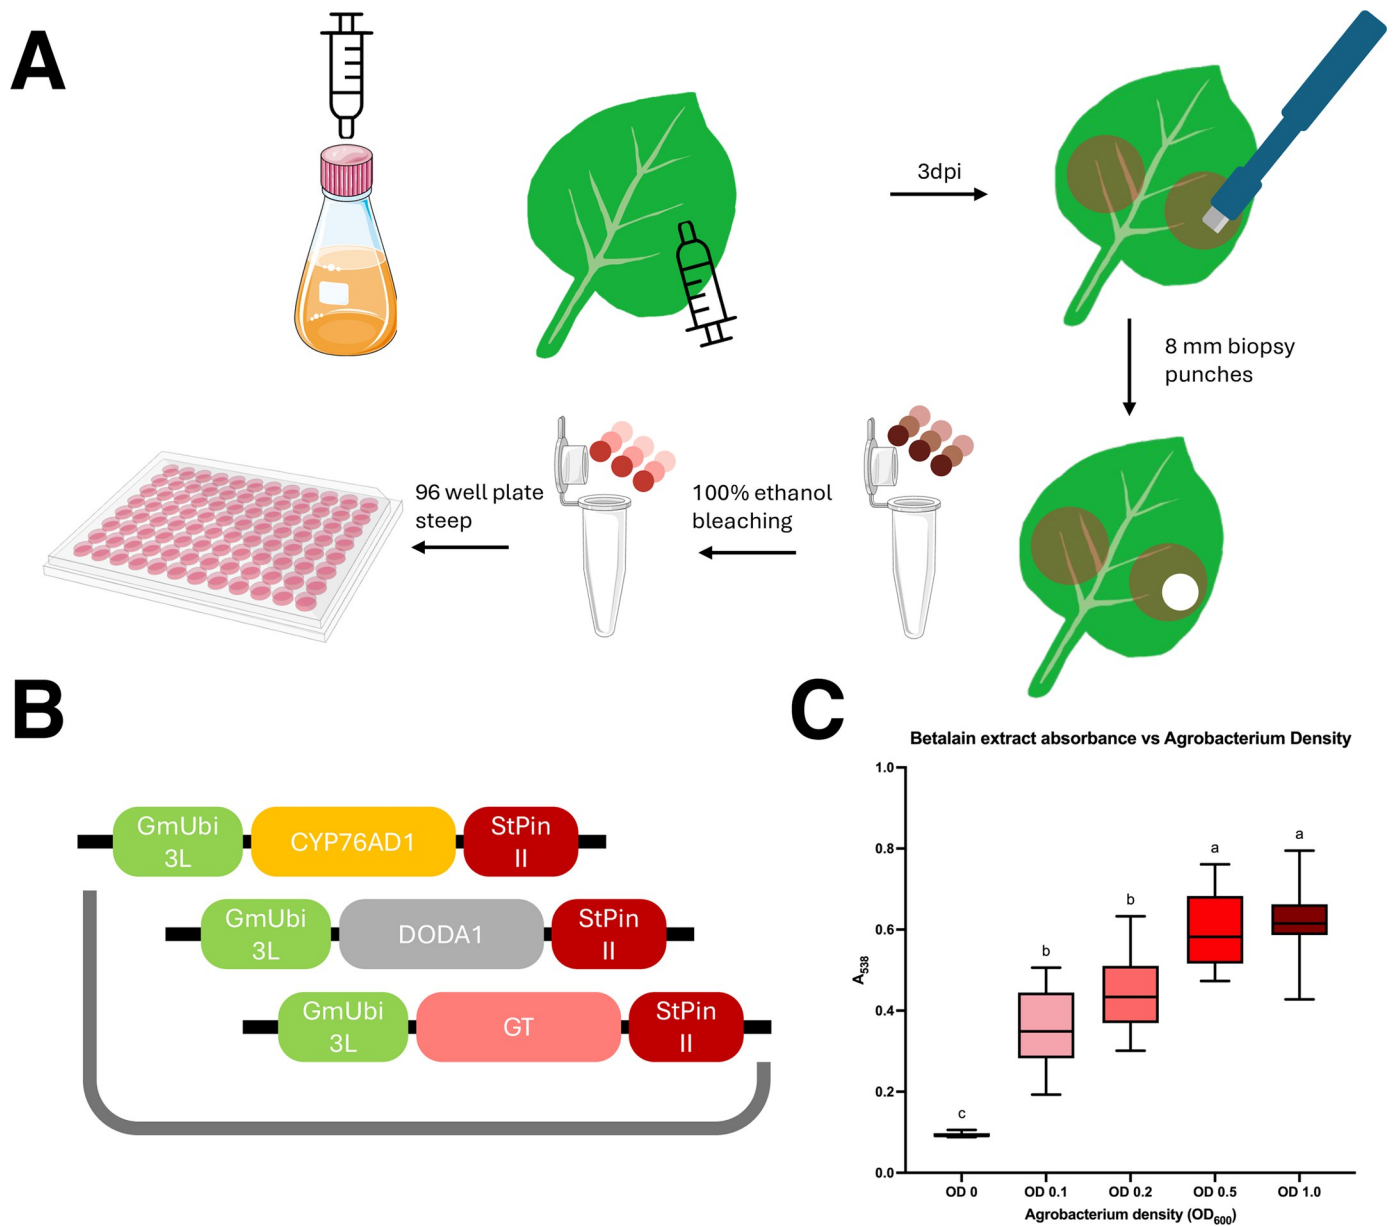 A
3dpi
8 mm biopsy
punches
100% ethanol
bleaching
96 well plate
steep
B
GmUbi
3L
CYP76AD1
StPin
II
GmUbi
3L
DODA1
StPin
II
GmUbi
3L
GT
StPin
II
C
Betalain extract absorbance vs Agrobacterium Density
A538
1.0
0.8
0.6
0.4
0.2
0.0
c
b
b
a
a
OD 0
OD 0.1
OD 0.2
OD 0.5
OD 1.0
Agrobacterium density (OD600)